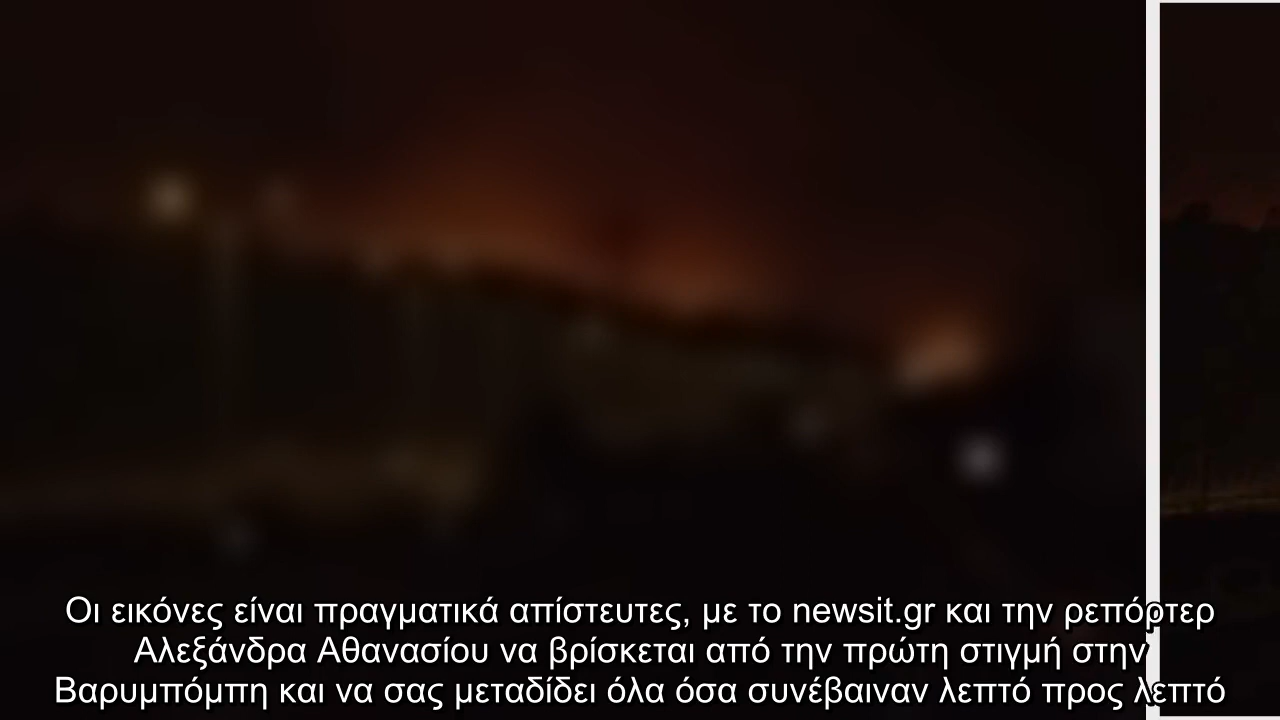 Οι εικόνες είναι πραγματικά απίστευτες, με το newsit.gr και την ρεπόρτερ
Αλεξάνδρα Αθανασίου να βρίσκεται από την πρώτη στιγμή στην
Βαρυμπόμπη και να σας μεταδίδει όλα όσα συνέβαιναν λεπτό προς λεπτό